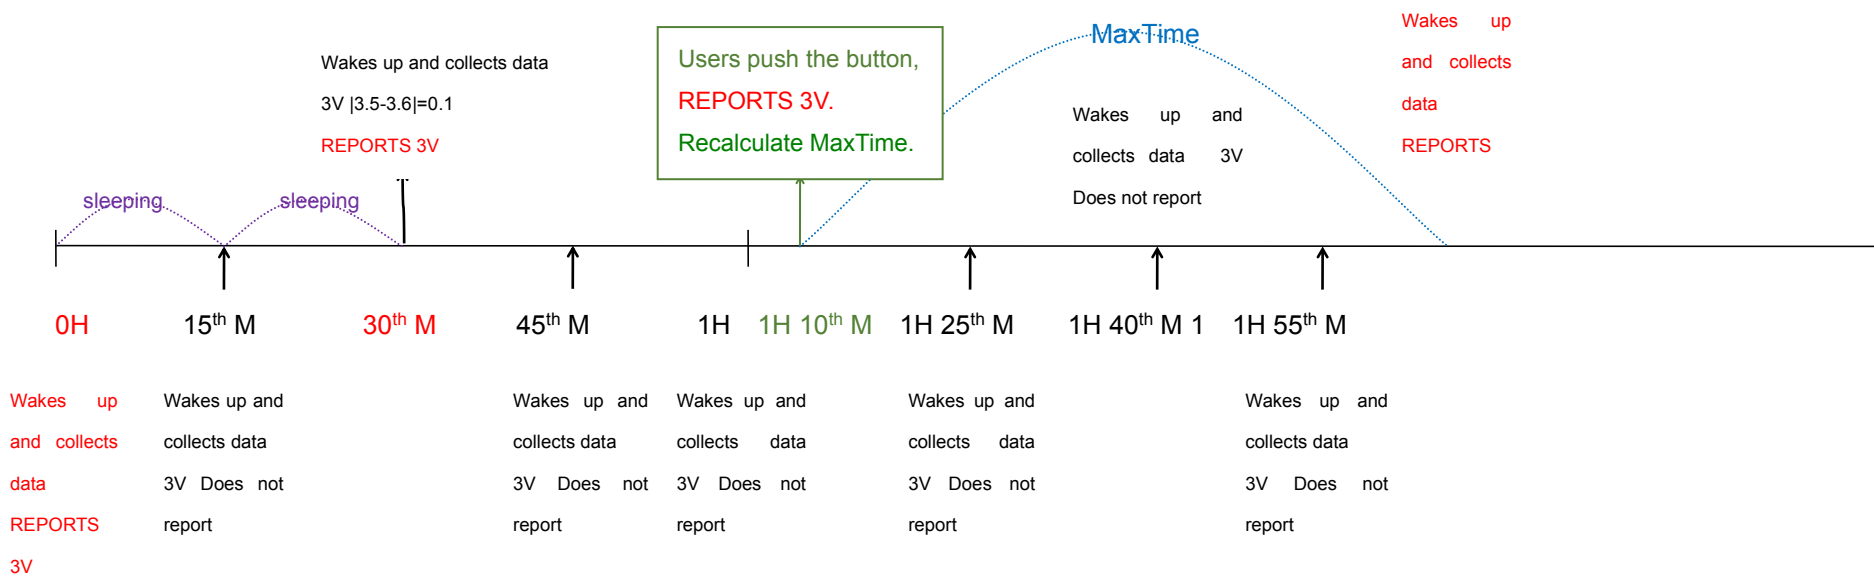 Wakes up and collects data
3V |3.5-3.6|=0.1
REPORTS 3V
Users push the button,
REPORTS 3V.
Recalculate MaxTime.
MaxTime
Wakes up and
collects data 3V
Does not report
Wakes up
and collects
data
REPORTS
sleeping
sleeping
0H
15th M
30th M
45th M
1H
1H 10th M
1H 25th M
1H 40th M 1
1H 55th M
Wakes up
and collects
data
REPORTS
3V
Wakes up and
collects data
3V Does not
report
Wakes up and
collects data
3V Does not
report
Wakes up and
collects data
3V Does not
report
Wakes up and
collects data
3V Does not
report
Wakes up and
collects data
3V Does not
report